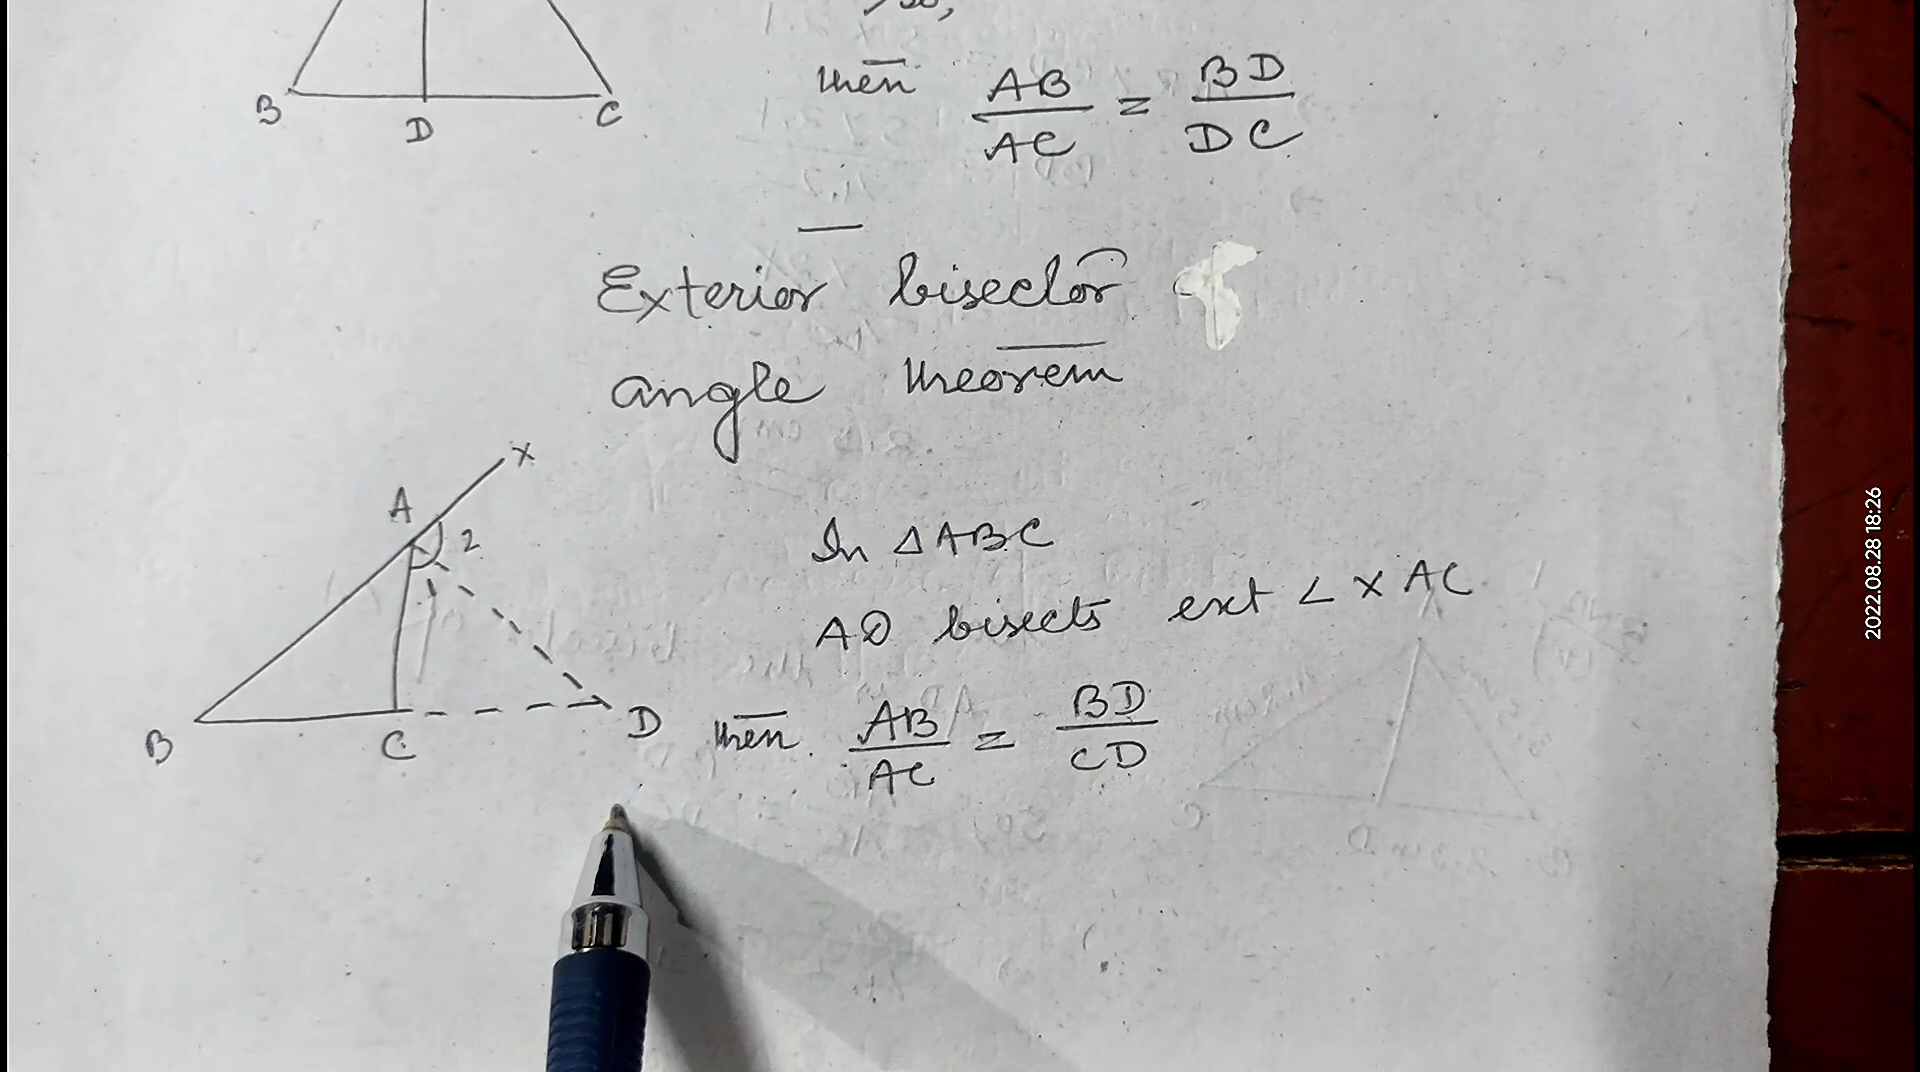 then AB/AC = BD/DC
B D C
Exterior bisector
angle theorem
X
A
2
In △ABC
AD bisects ext ∠XAC
then. AB/AC = BD/CD
B C D
2022.08.28 18:26